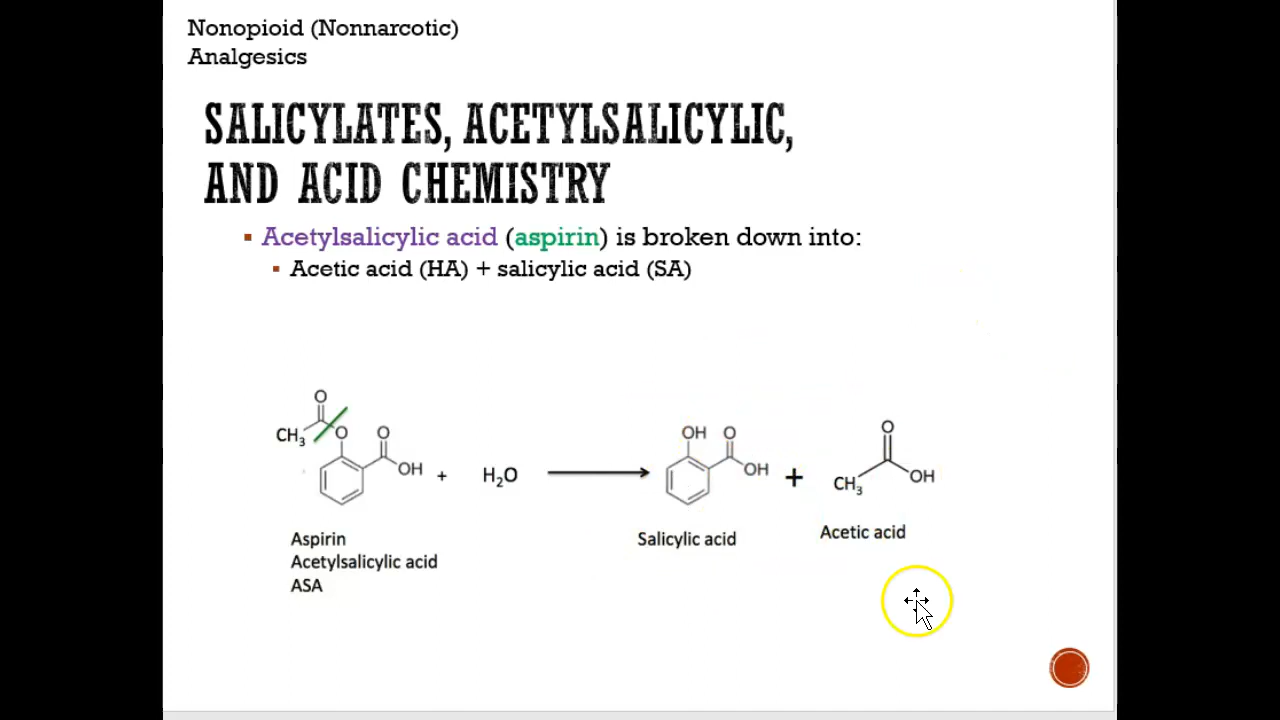 Nonopioid (Nonnarcotic)
Analgesics
SALICYLATES, ACETYLSALICYLIC,
AND ACID CHEMISTRY
▪ Acetylsalicylic acid (aspirin) is broken down into:
▪ Acetic acid (HA) + salicylic acid (SA)
O
CH₃ O O
OH + H₂O
OH O
OH +
O
CH₃ OH
Aspirin
Acetylsalicylic acid
ASA
Salicylic acid
Acetic acid